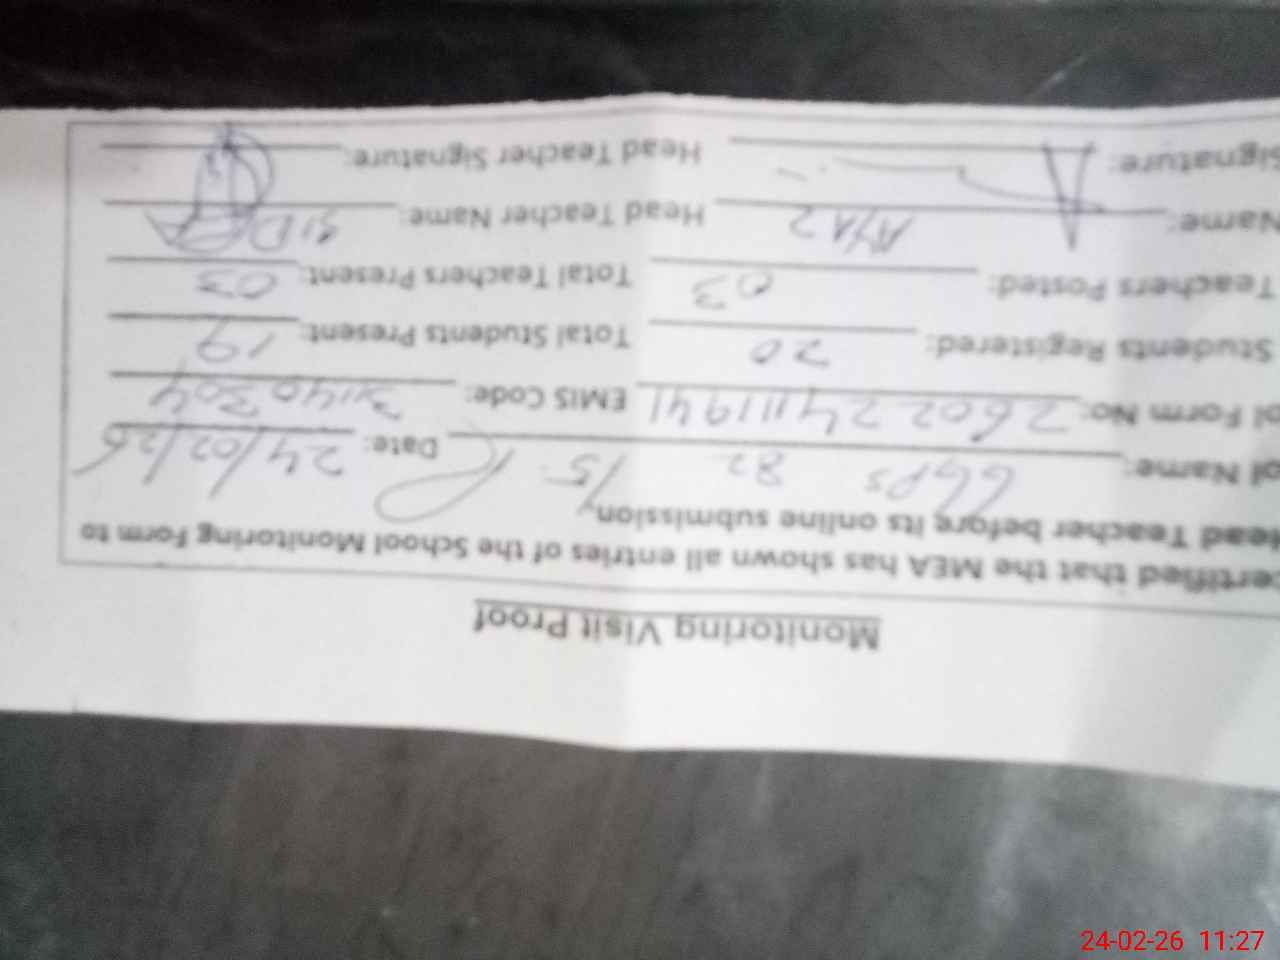 Monitoring Visit Proof
ertified that the MEA has shown all entries of the School Monitoring Form to
Head Teacher before its online submission
ol Name: GGPS 82 /15. Date: 24/02/26
ol Form No: 260224111941 EMIS Code: 31140304
Students Registered: 20 Total Students Present: 19
Teachers Posted: 03 Total Teachers Present: 03
Name: Head Teacher Name:
Signature: Head Teacher Signature:
24-02-26 11:27